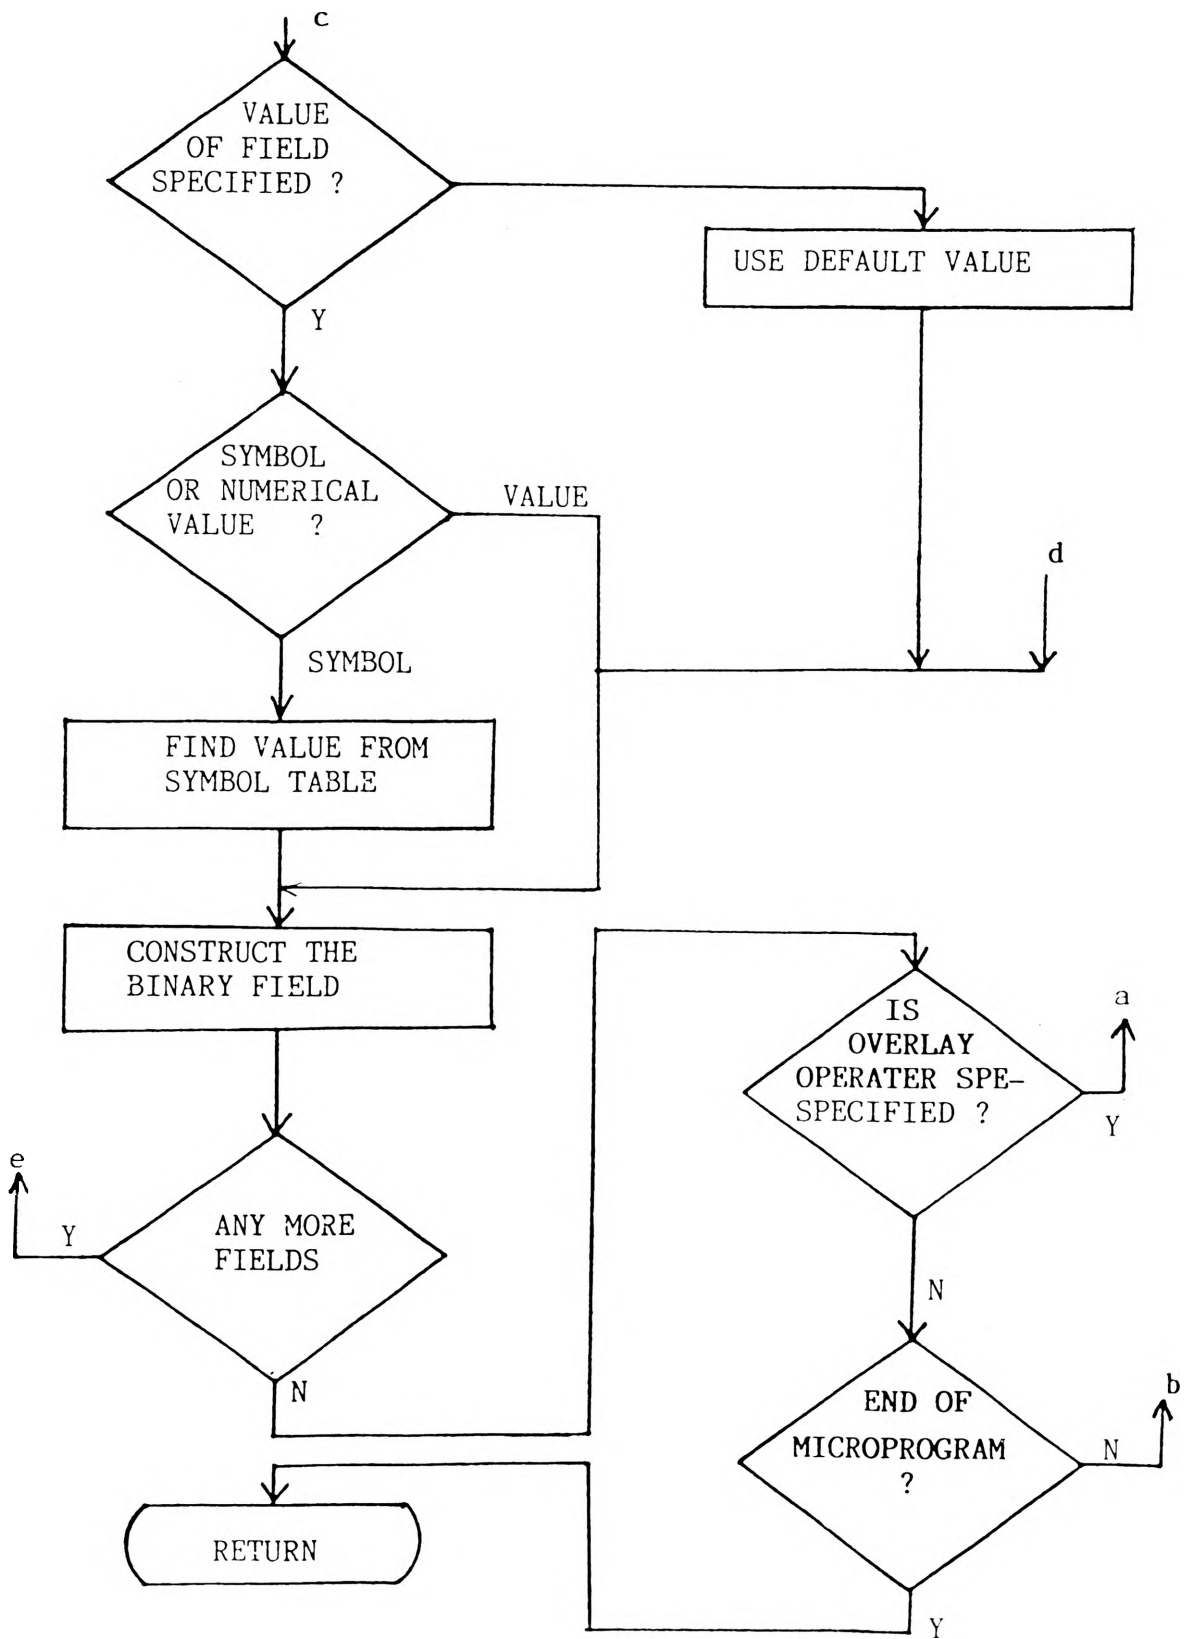 c
VALUE
OF FIELD
SPECIFIED ?
USE DEFAULT VALUE
Y
SYMBOL
OR NUMERICAL
VALUE ?
VALUE
d
SYMBOL
FIND VALUE FROM
SYMBOL TABLE
CONSTRUCT THE
BINARY FIELD
IS
OVERLAY
OPERATER SPE-
SPECIFIED ?
a
Y
e
Y
ANY MORE
FIELDS
N
N
END OF
MICROPROGRAM
?
b
N
RETURN
Y